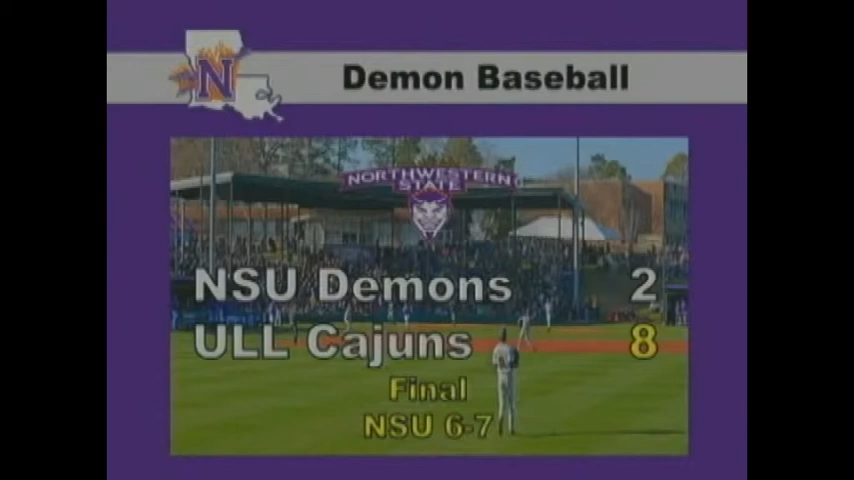 N
Demon Baseball
NORTHWESTERN
STATE
NSU Demons 2
ULL Cajuns 8
Final
NSU 6-7